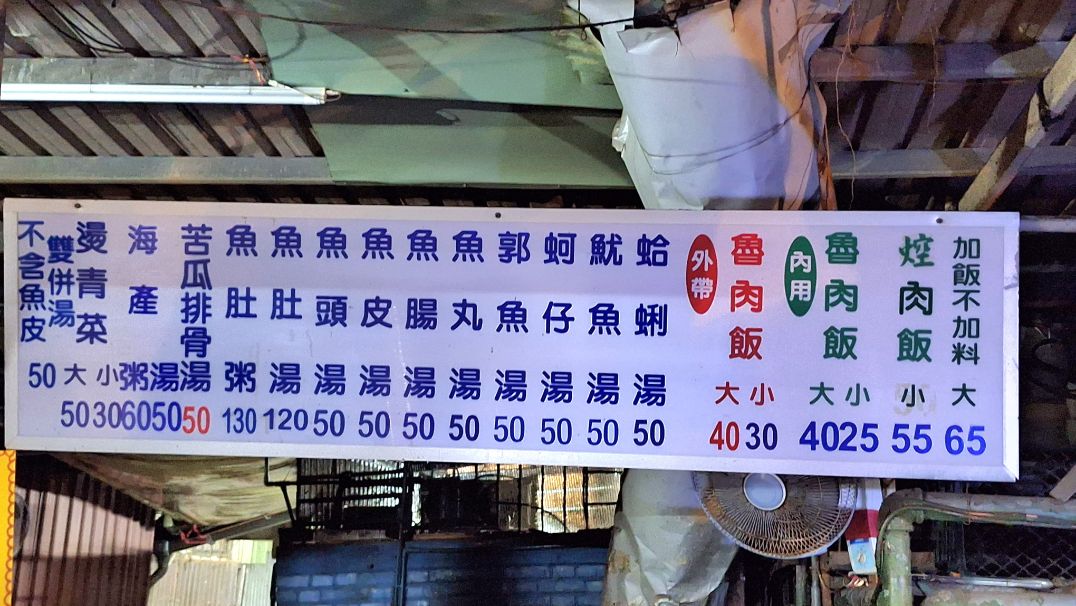 加飯不加料 大 65
焢肉飯 小 55
內用 魯肉飯 大 小 40 25
外帶 魯肉飯 大 小 40 30
蛤蜊湯 50
魷魚湯 50
蚵仔湯 50
郭魚湯 50
魚丸湯 50
魚腸湯 50
魚皮湯 50
魚頭湯 50
魚肚湯 120
魚肚粥 130
苦瓜排骨湯 50
海產 粥 湯 60 50
燙青菜 大 小 50 30
雙併湯
不含魚皮 50